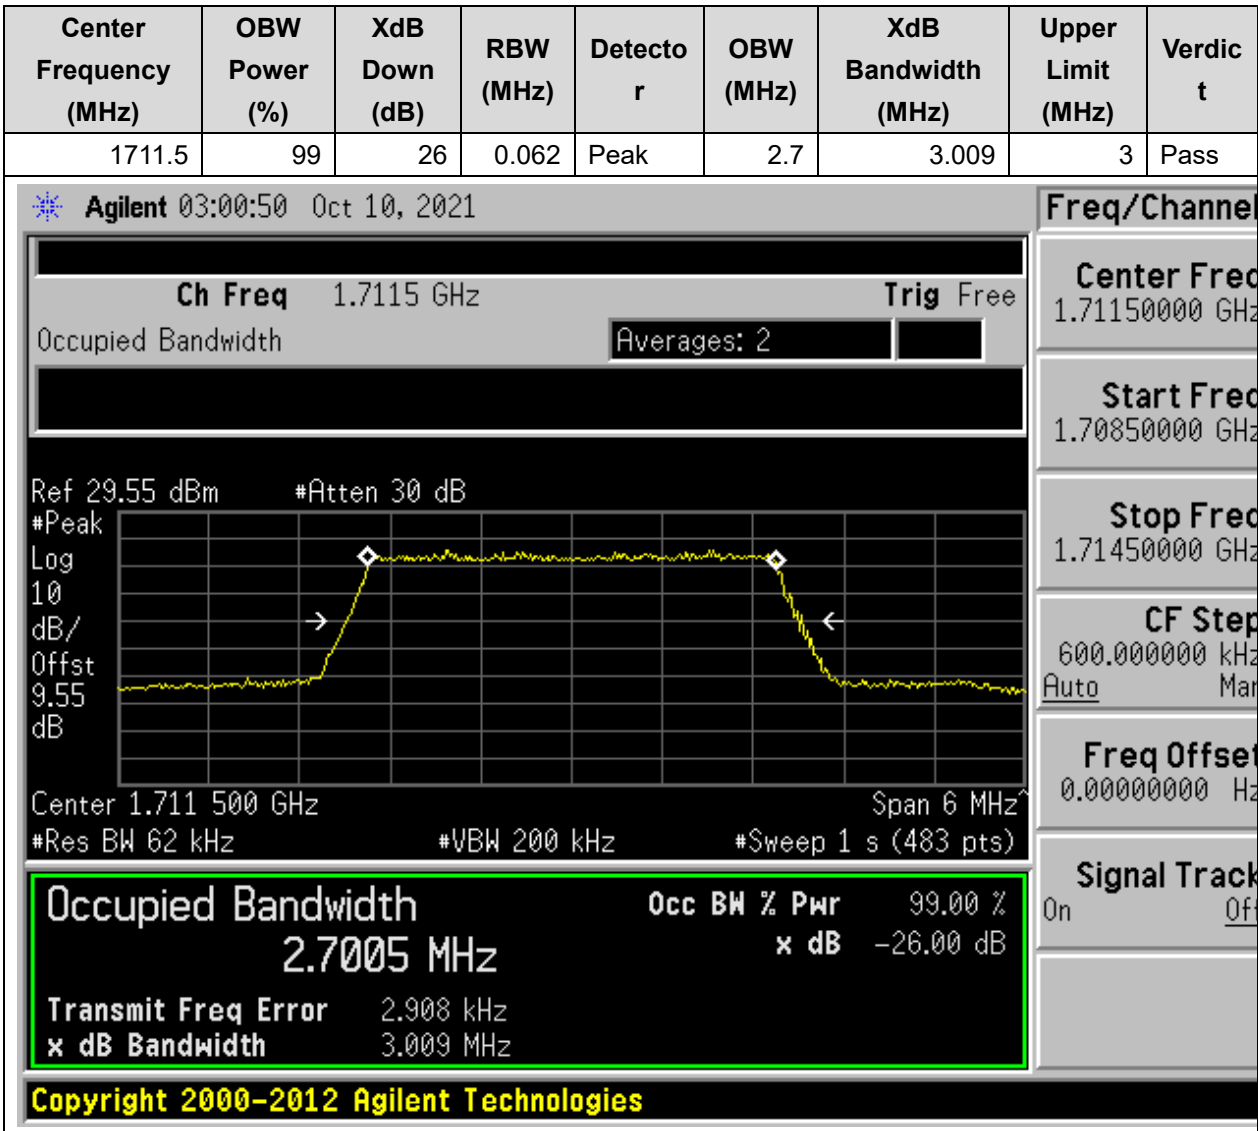 Center Frequency (MHz) OBW Power (%) XdB Down (dB) RBW (MHz) Detecto r OBW (MHz) XdB Bandwidth (MHz) Upper Limit (MHz) Verdic t
1711.5 99 26 0.062 Peak 2.7 3.009 3 Pass
Agilent 03:00:50 Oct 10, 2021
Freq/Channel
Ch Freq 1.7115 GHz Trig Free
Occupied Bandwidth Averages: 2
Center Freq
1.71150000 GHz
Start Freq
1.70850000 GHz
Stop Freq
1.71450000 GHz
CF Step
600.000000 kHz
Auto Man
Freq Offset
0.00000000 Hz
Signal Track
On Off
Ref 29.55 dBm #Atten 30 dB
#Peak
Log
10
dB/
Offst
9.55
dB
Center 1.711 500 GHz Span 6 MHz^
#Res BW 62 kHz #VBW 200 kHz #Sweep 1 s (483 pts)
Occupied Bandwidth Occ BW % Pwr 99.00 %
2.7005 MHz x dB -26.00 dB
Transmit Freq Error 2.908 kHz
x dB Bandwidth 3.009 MHz
Copyright 2000-2012 Agilent Technologies